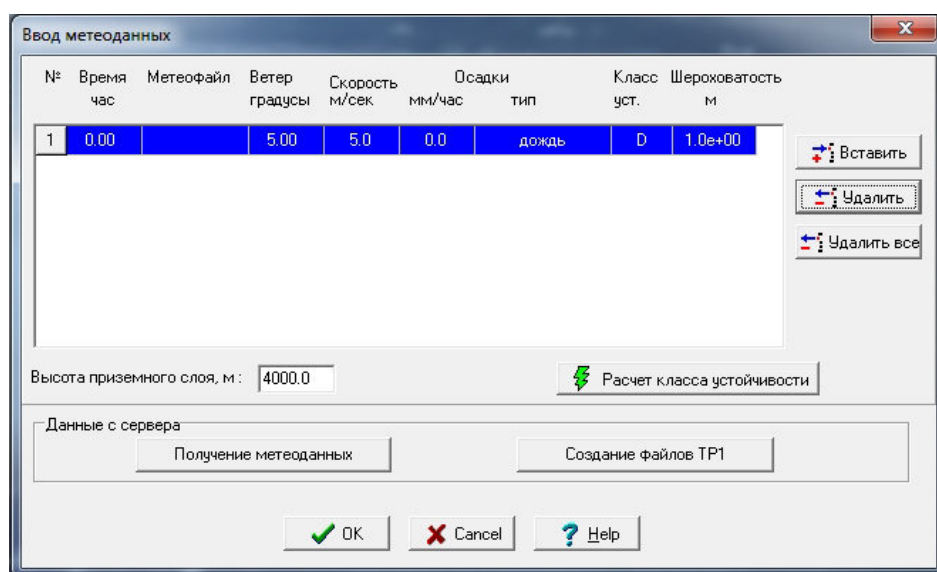 Ввод метеоданных
№ Время час Метеофайл Ветер градусы Скорость м/сек Осадки мм/час тип Класс уст. Шероховатость м
1 0.00 5.00 5.0 0.0 дождь D 1.0e+00
Вставить
Удалить
Удалить все
Высота приземного слоя, м : 4000.0
Расчет класса устойчивости
Данные с сервера
Получение метеоданных Создание файлов TP1
OK Cancel Help